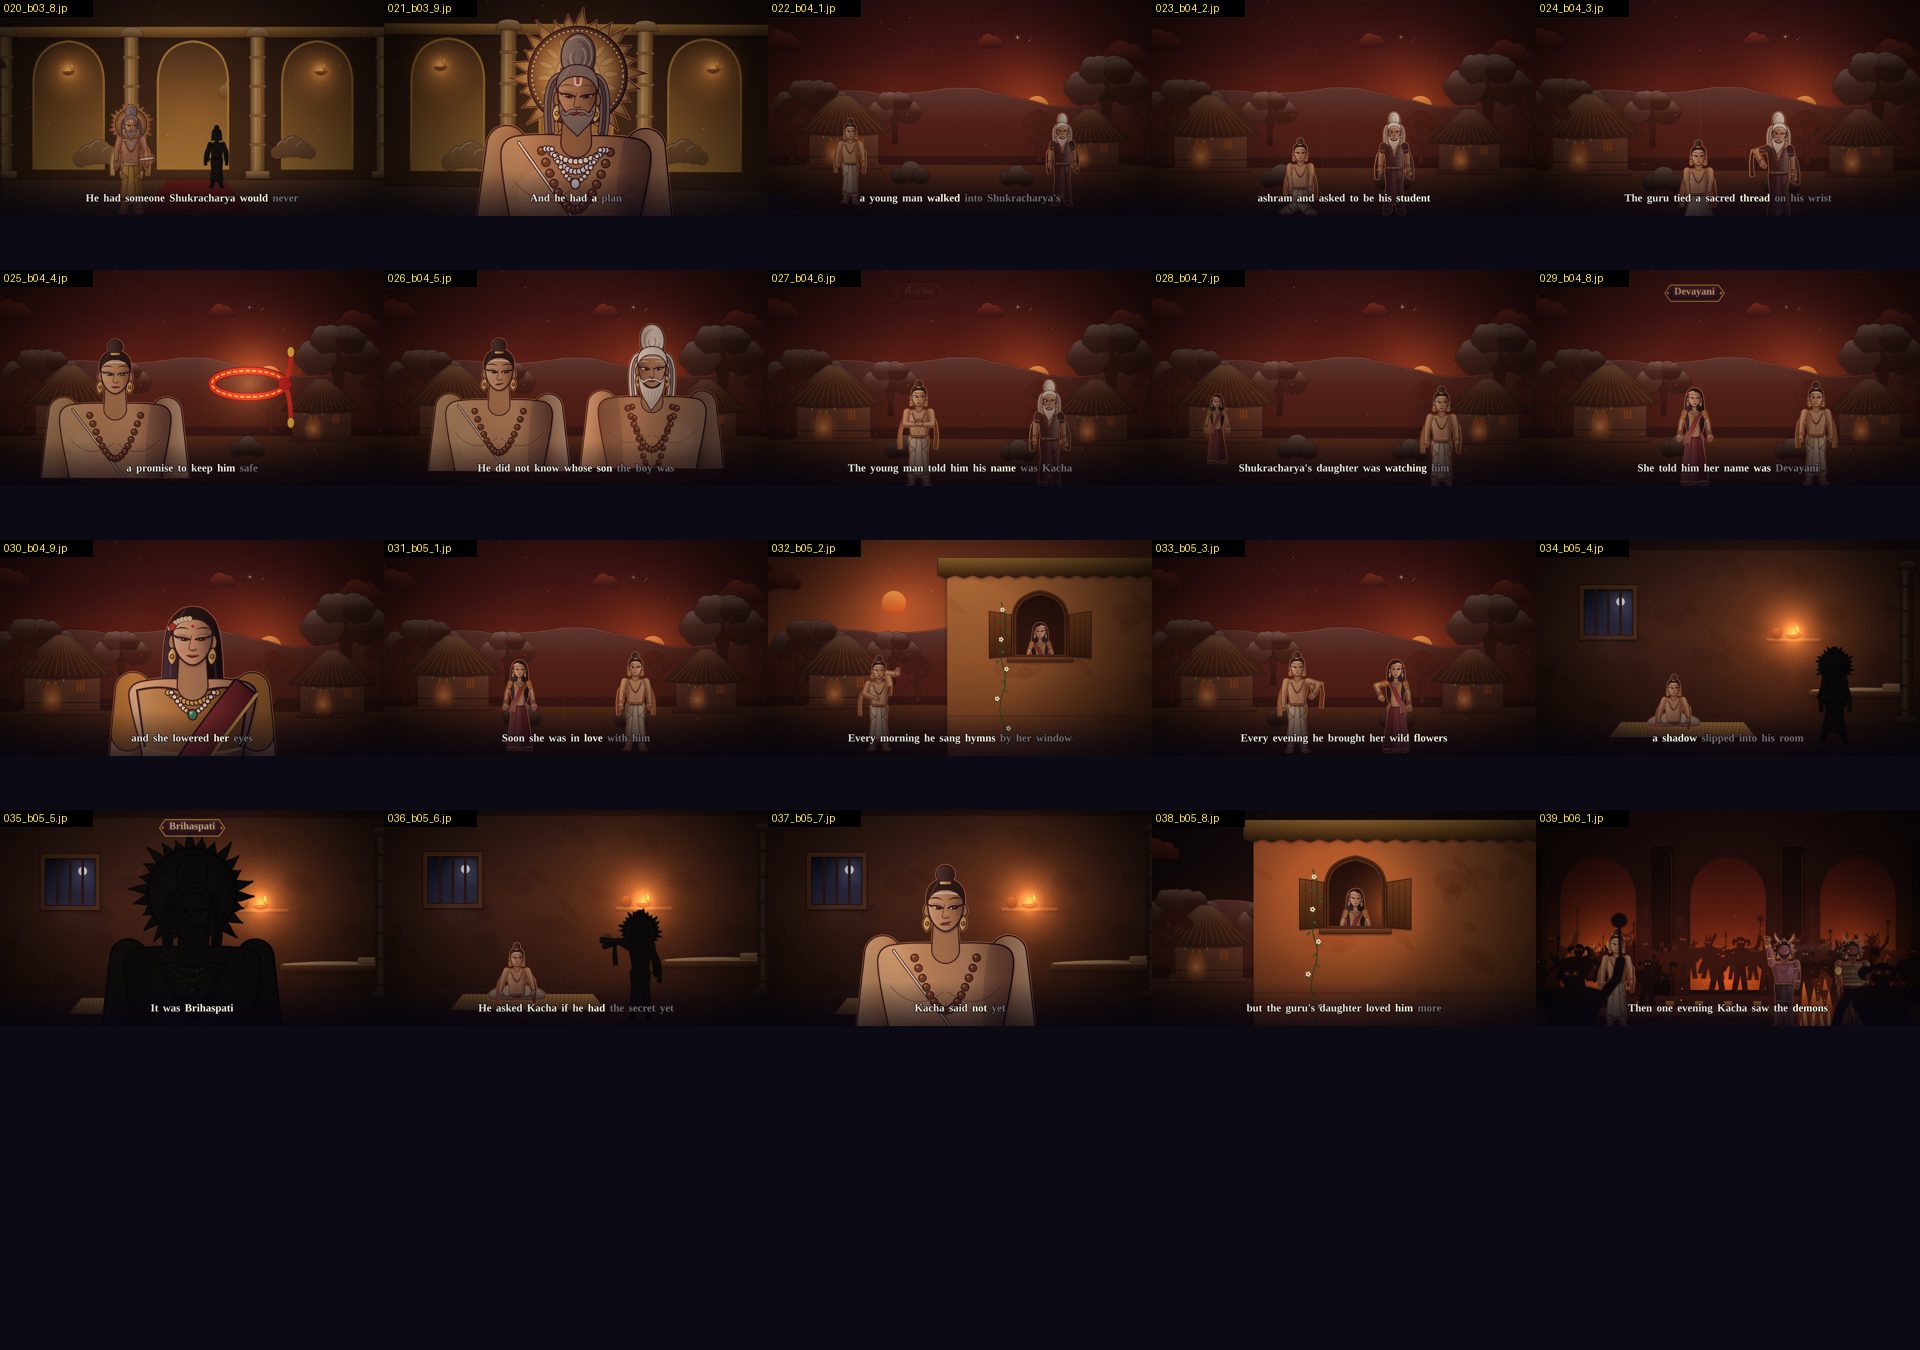 020_b03_8.jp
He had someone Shukracharya would never
021_b03_9.jp
And he had a plan
022_b04_1.jp
a young man walked into Shukracharya's
023_b04_2.jp
ashram and asked to be his student
024_b04_3.jp
The guru tied a sacred thread on his wrist
025_b04_4.jp
a promise to keep him safe
026_b04_5.jp
He did not know whose son the boy was
027_b04_6.jp
Kacha
The young man told him his name was Kacha
028_b04_7.jp
Shukracharya's daughter was watching him
029_b04_8.jp
Devayani
She told him her name was Devayani
030_b04_9.jp
and she lowered her eyes
031_b05_1.jp
Soon she was in love with him
032_b05_2.jp
Every morning he sang hymns by her window
033_b05_3.jp
Every evening he brought her wild flowers
034_b05_4.jp
a shadow slipped into his room
035_b05_5.jp
Brihaspati
It was Brihaspati
036_b05_6.jp
He asked Kacha if he had the secret yet
037_b05_7.jp
Kacha said not yet
038_b05_8.jp
but the guru's daughter loved him more
039_b06_1.jp
Then one evening Kacha saw the demons